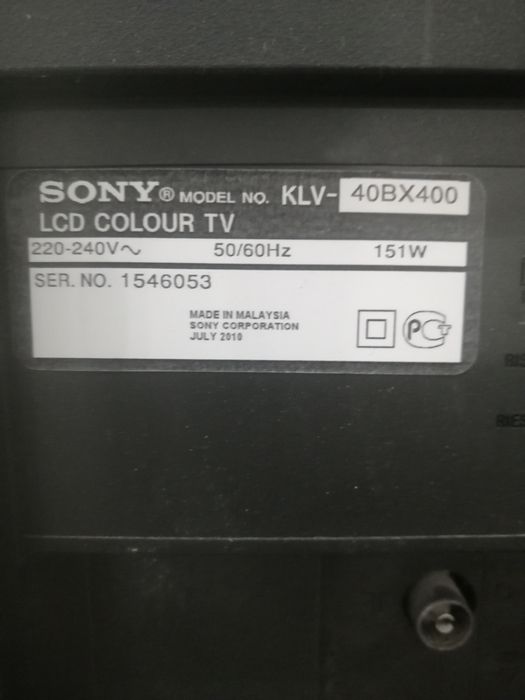 SONY® MODEL NO. KLV-40BX400
LCD COLOUR TV
220-240V~ 50/60Hz 151W
SER. NO. 1546053
MADE IN MALAYSIA
SONY CORPORATION
JULY 2010